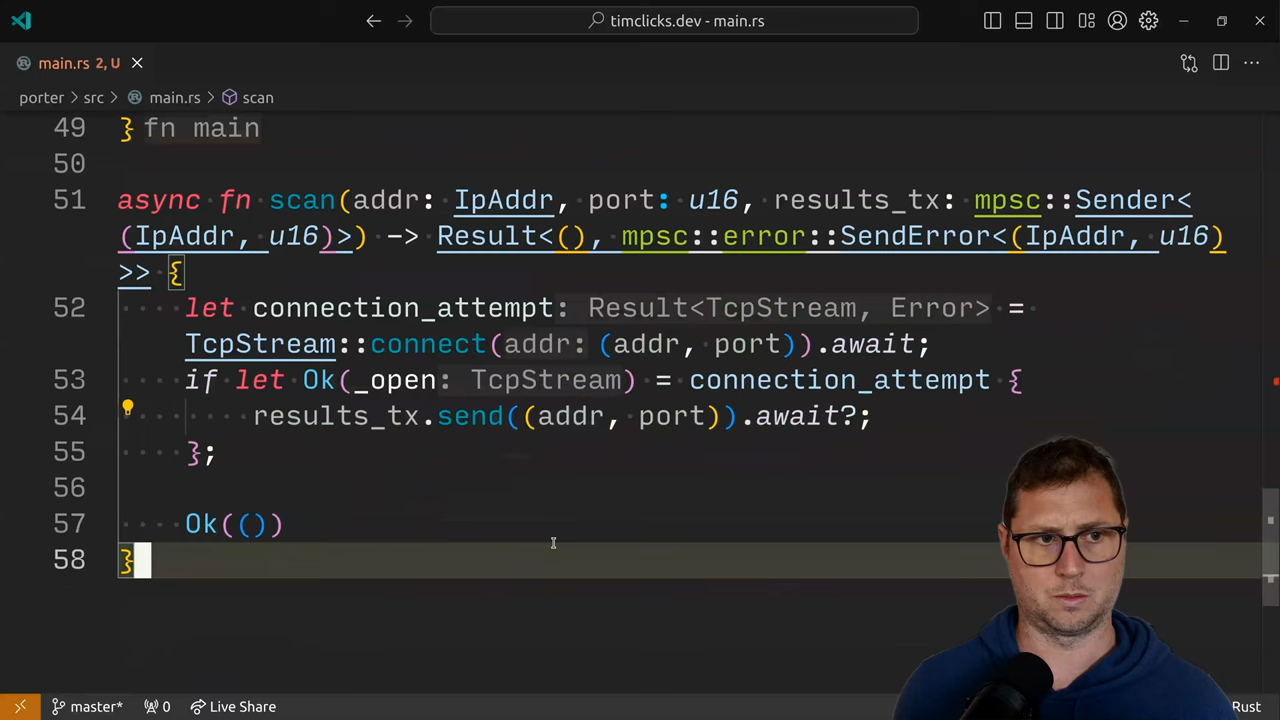 timclicks.dev - main.rs
main.rs 2, U
porter > src > main.rs > scan
49 } fn main
50
51 async fn scan(addr: IpAddr, port: u16, results_tx: mpsc::Sender<
(IpAddr, u16)>) -> Result<(), mpsc::error::SendError<(IpAddr, u16)
>> {
52 let connection_attempt: Result<TcpStream, Error> =
TcpStream::connect(addr: (addr, port)).await;
53 if let Ok(_open: TcpStream) = connection_attempt {
54 results_tx.send((addr, port)).await?;
55 };
56
57 Ok(())
58 }
master* 0 Live Share Rust